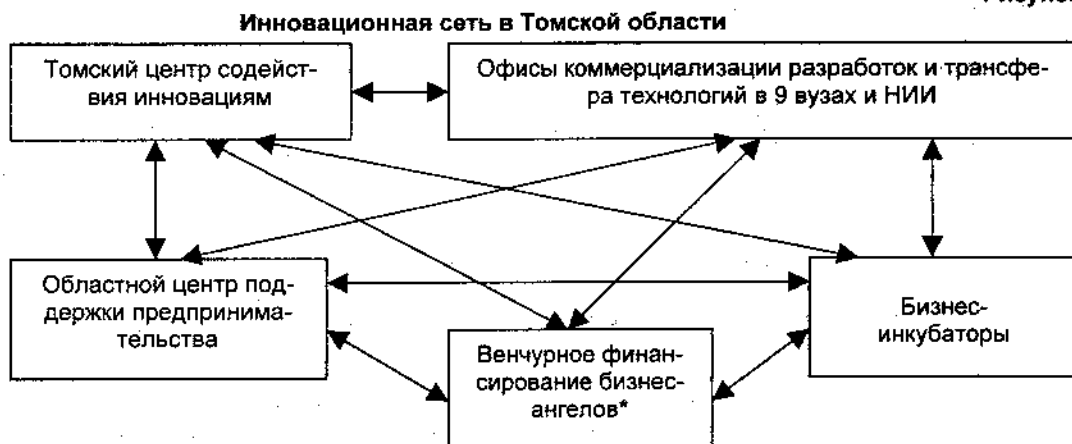 Инновационная сеть в Томской области
Томский центр содейст-
вия инновациям
Офисы коммерциализации разработок и трансфе-
ра технологий в 9 вузах и НИИ
Областной центр под-
держки предпринима-
тельства
Венчурное финан-
сирование бизнес-
ангелов*
Бизнес-
инкубаторы